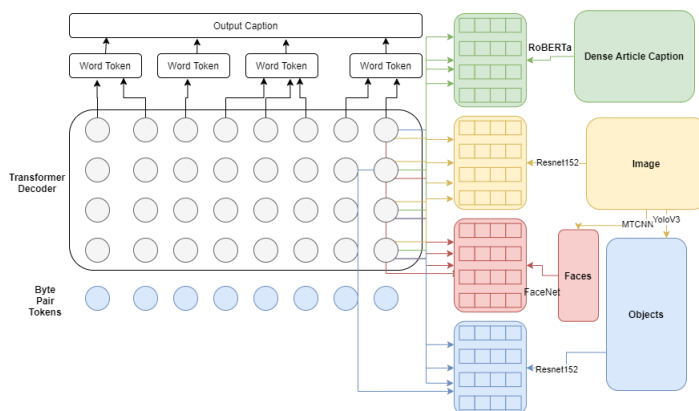 Output Caption
Word Token
Word Token
Word Token
Word Token
Transformer
Decoder
Byte
Pair
Tokens
RoBERTa
Dense Article Caption
Resnet152
Image
MTCNN
YoloV3
FaceNet
Faces
Objects
Resnet152